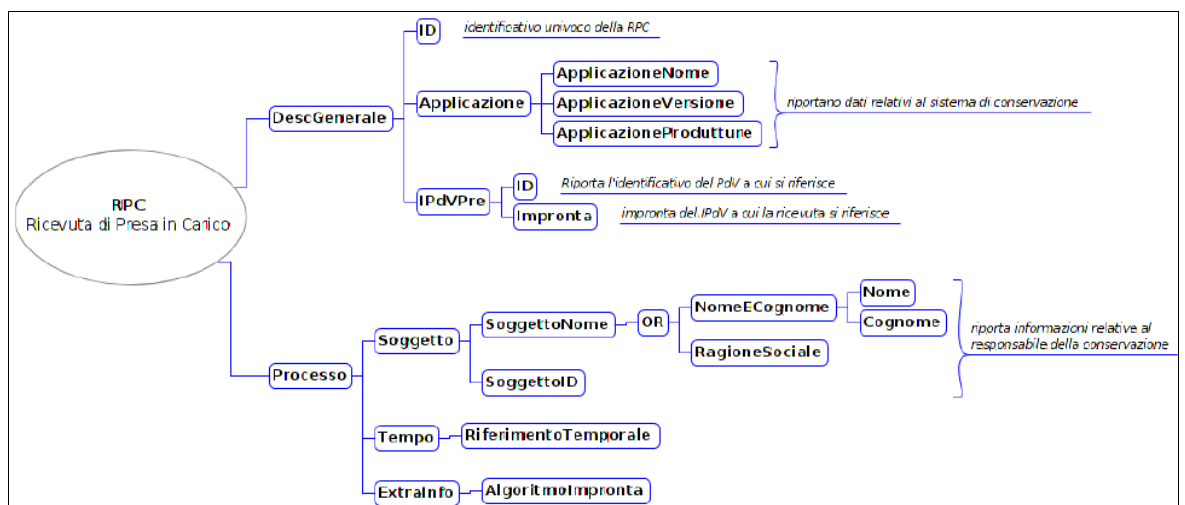 ID
identificativo univoco della RPC
ApplicazioneNome
Applicazione
ApplicazioneVersione
ApplicazioneProdutture
riportano dati relativi al sistema di conservazione
DescGenerale
IPdVPre
ID
Riporta l'identificativo del PdV a cui si riferisce
Impronta
impronta del IPdV a cui la ricevuta si riferisce
RPC
Ricevuta di Presa in Carico
Processo
Soggetto
SoggettoNome
OR
NomeECognome
Nome
Cognome
RagioneSociale
riporta informazioni relative al
responsabile della conservazione
SoggettoID
Tempo
RiferimentoTemporale
ExtraInfo
AlgoritmoImpronta